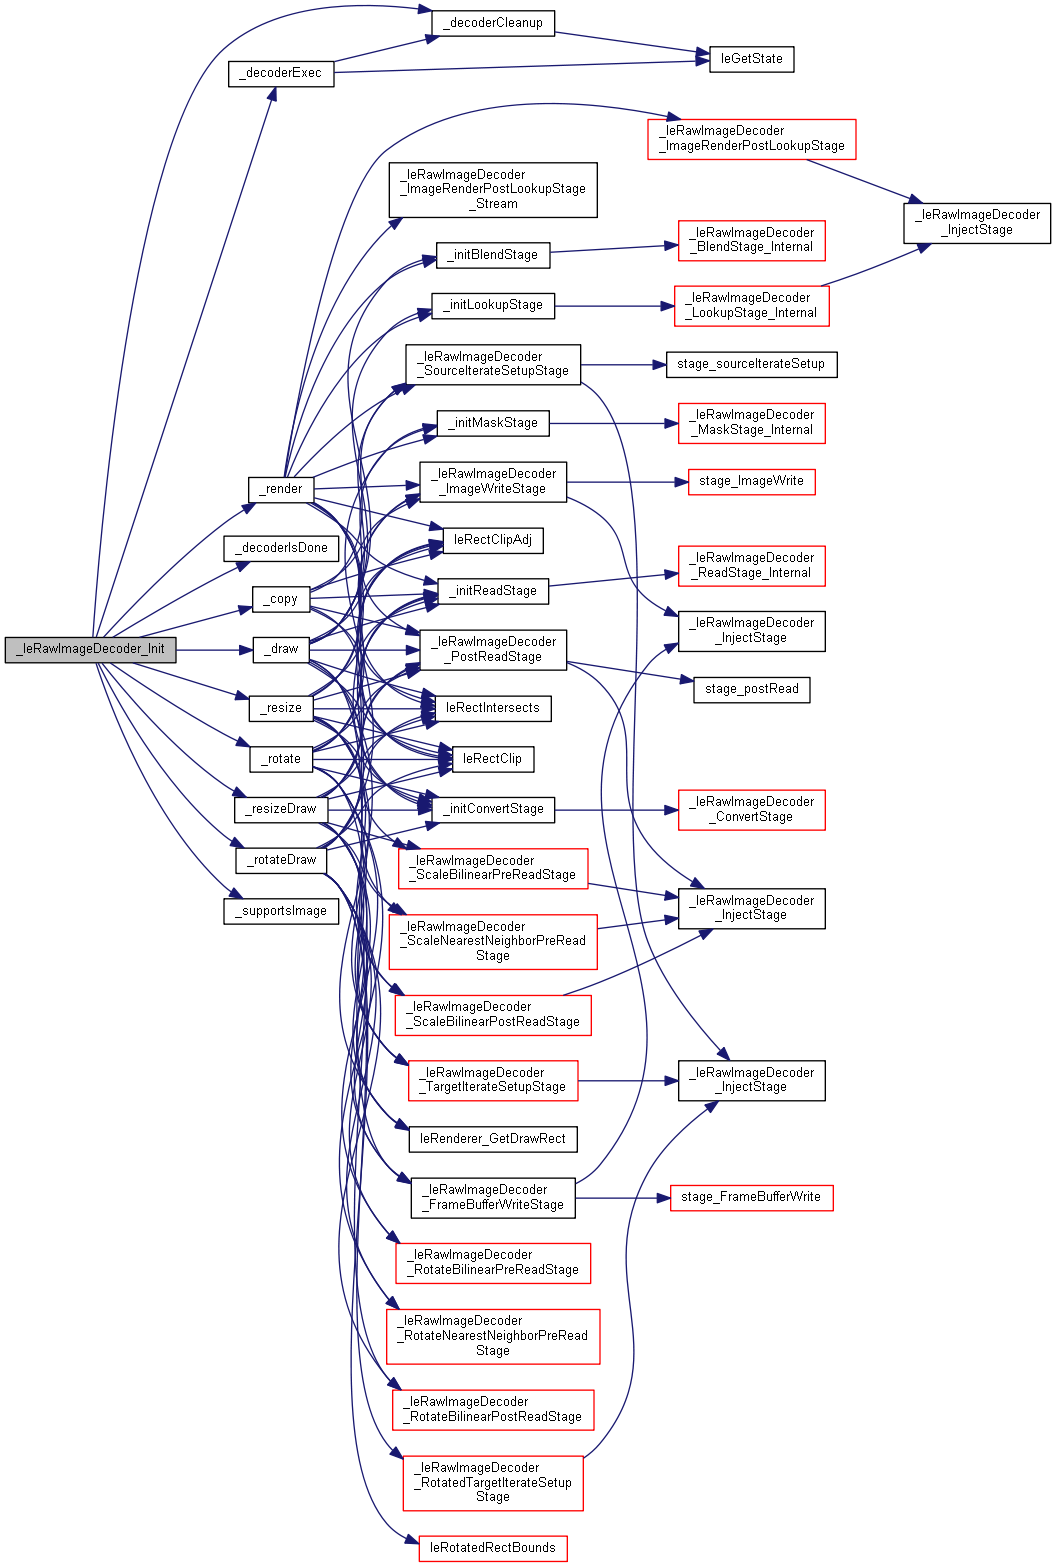 _leRawImageDecoder_Init
_decoderCleanup
_decoderExec
leGetState
_leRawImageDecoder
_ImageRenderPostLookupStage
_leRawImageDecoder
_ImageRenderPostLookupStage
_Stream
_leRawImageDecoder
_InjectStage
_initBlendStage
_leRawImageDecoder
_BlendStage_Internal
_initLookupStage
_leRawImageDecoder
_LookupStage_Internal
_leRawImageDecoder
_SourceIterateSetupStage
stage_sourceIterateSetup
_initMaskStage
_leRawImageDecoder
_MaskStage_Internal
_render
_leRawImageDecoder
_ImageWriteStage
stage_ImageWrite
_decoderIsDone
leRectClipAdj
_copy
_initReadStage
_leRawImageDecoder
_ReadStage_Internal
_draw
_leRawImageDecoder
_PostReadStage
_leRawImageDecoder
_InjectStage
stage_postRead
_resize
leRectIntersects
_rotate
leRectClip
_resizeDraw
_initConvertStage
_leRawImageDecoder
_ConvertStage
_rotateDraw
_leRawImageDecoder
_ScaleBilinearPreReadStage
_supportsImage
_leRawImageDecoder
_ScaleNearestNeighborPreRead
Stage
_leRawImageDecoder
_InjectStage
_leRawImageDecoder
_ScaleBilinearPostReadStage
_leRawImageDecoder
_TargetIterateSetupStage
_leRawImageDecoder
_InjectStage
leRenderer_GetDrawRect
_leRawImageDecoder
_FrameBufferWriteStage
stage_FrameBufferWrite
_leRawImageDecoder
_RotateBilinearPreReadStage
_leRawImageDecoder
_RotateNearestNeighborPreRead
Stage
_leRawImageDecoder
_RotateBilinearPostReadStage
_leRawImageDecoder
_RotatedTargetIterateSetup
Stage
leRotatedRectBounds